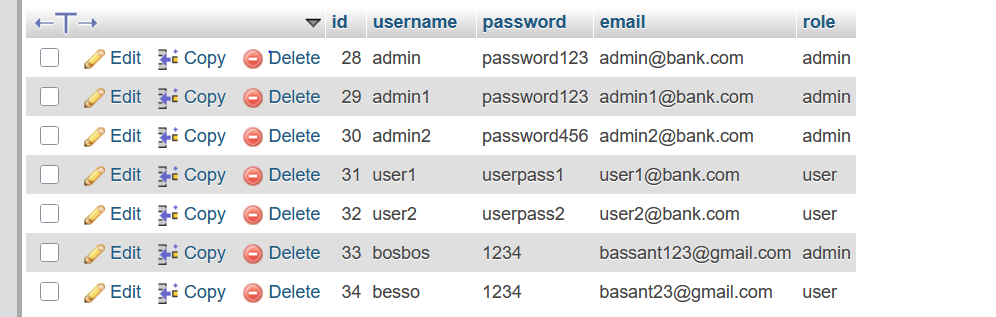 ←T→ id username password email role
Edit Copy Delete 28 admin password123 admin@bank.com admin
Edit Copy Delete 29 admin1 password123 admin1@bank.com admin
Edit Copy Delete 30 admin2 password456 admin2@bank.com admin
Edit Copy Delete 31 user1 userpass1 user1@bank.com user
Edit Copy Delete 32 user2 userpass2 user2@bank.com user
Edit Copy Delete 33 bosbos 1234 bassant123@gmail.com admin
Edit Copy Delete 34 besso 1234 basant23@gmail.com user